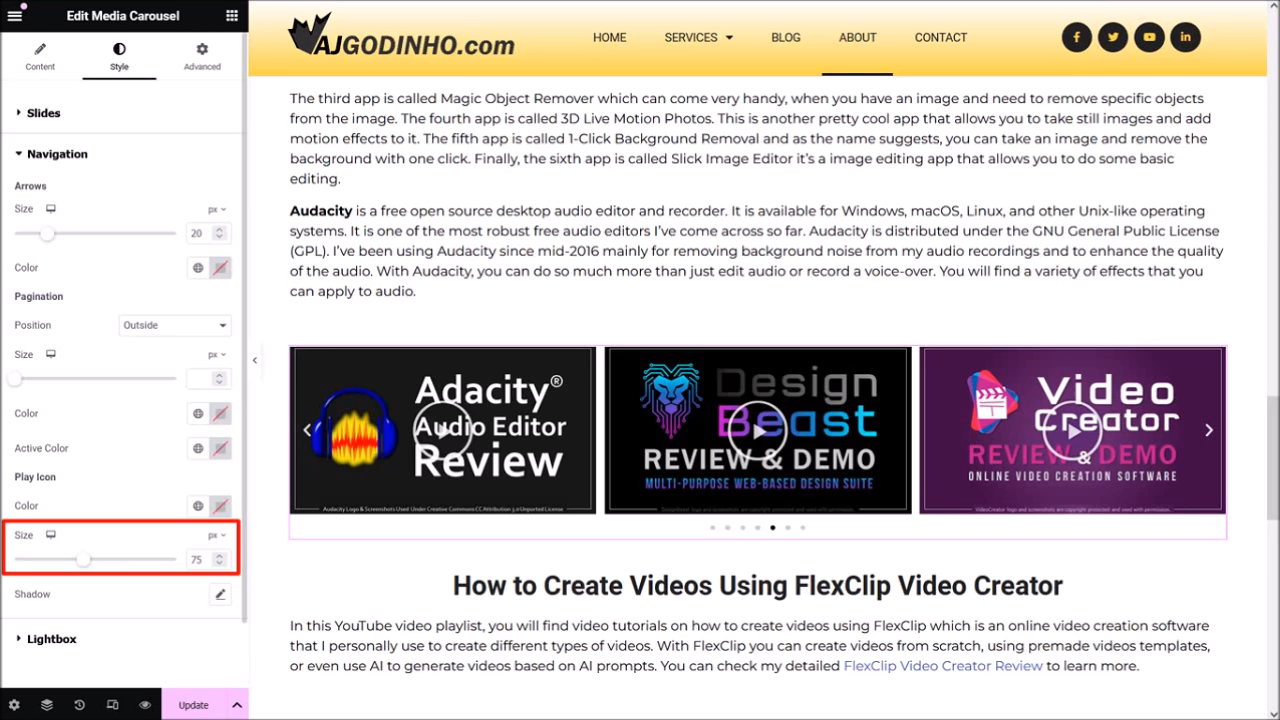 Edit Media Carousel
Content
Style
Advanced
Slides
Navigation
Arrows
Size
px
20
Color
Pagination
Position
Outside
Size
px
Color
Active Color
Play Icon
Color
Size
px
75
Shadow
Lightbox
Update
AJGODINHO.com
HOME
SERVICES
BLOG
ABOUT
CONTACT
The third app is called Magic Object Remover which can come very handy, when you have an image and need to remove specific objects
from the image. The fourth app is called 3D Live Motion Photos. This is another pretty cool app that allows you to take still images and add
motion effects to it. The fifth app is called 1-Click Background Removal and as the name suggests, you can take an image and remove the
background with one click. Finally, the sixth app is called Slick Image Editor it's a image editing app that allows you to do some basic
editing.
Audacity is a free open source desktop audio editor and recorder. It is available for Windows, macOS, Linux, and other Unix-like operating
systems. It is one of the most robust free audio editors I've come across so far. Audacity is distributed under the GNU General Public License
(GPL). I've been using Audacity since mid-2016 mainly for removing background noise from my audio recordings and to enhance the quality
of the audio. With Audacity, you can do so much more than just edit audio or record a voice-over. You will find a variety of effects that you
can apply to audio.
Adacity®
Audio Editor
Review
Audacity Logo & Screenshots Used Under Creative Commons CC Attribution 3.0 Unported License
Design
Beast
REVIEW & DEMO
MULTI-PURPOSE WEB-BASED DESIGN SUITE
Video
Creator
REVIEW & DEMO
ONLINE VIDEO CREATION SOFTWARE
How to Create Videos Using FlexClip Video Creator
In this YouTube video playlist, you will find video tutorials on how to create videos using FlexClip which is an online video creation software
that I personally use to create different types of videos. With FlexClip you can create videos from scratch, using premade videos templates,
or even use AI to generate videos based on AI prompts. You can check my detailed FlexClip Video Creator Review to learn more.